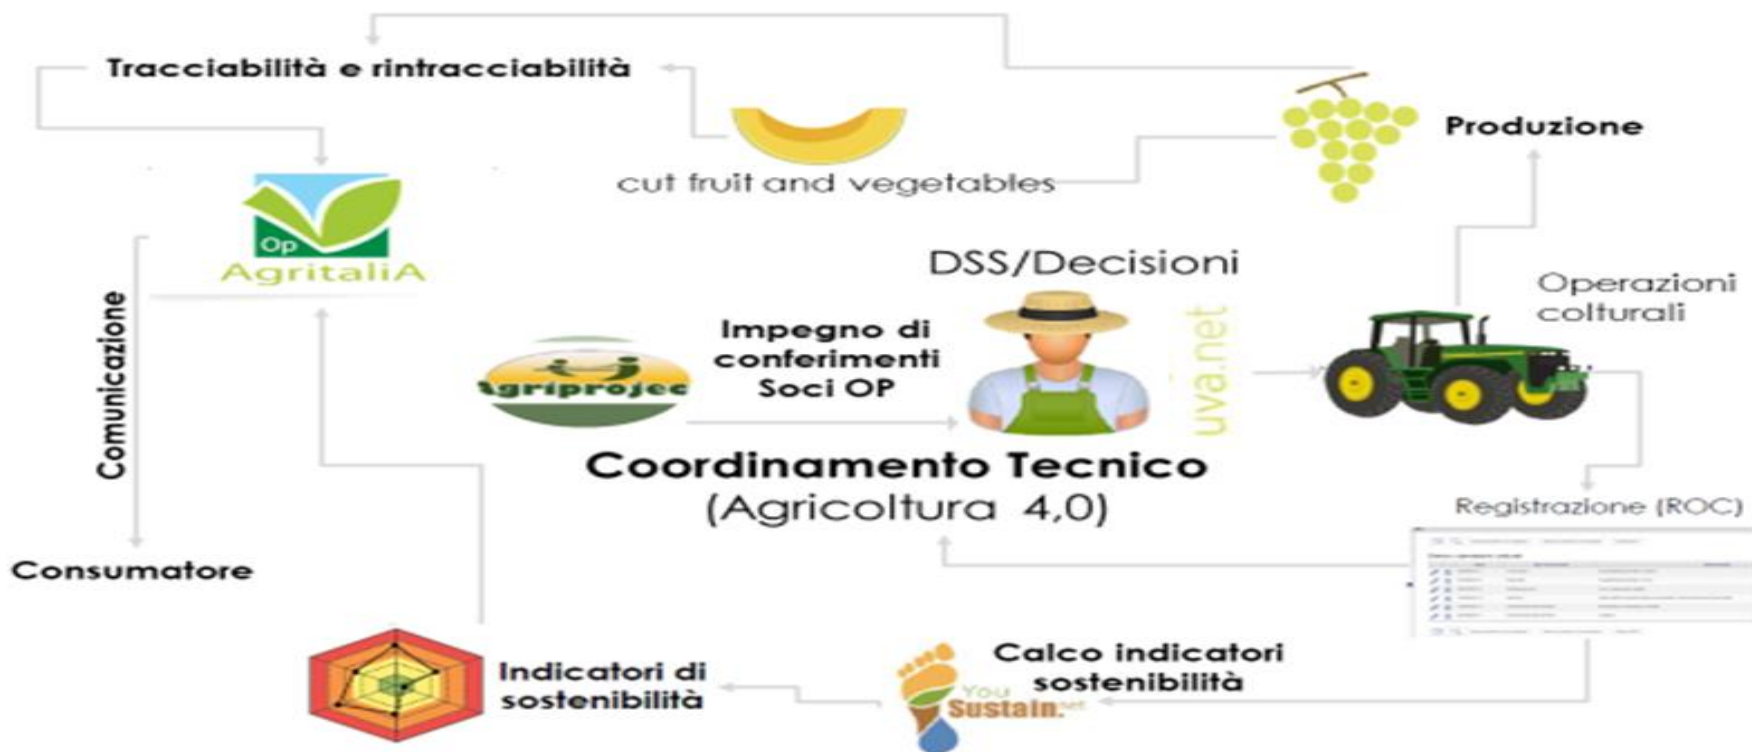 Tracciabilità e rintracciabilità
Produzione
cut fruit and vegetables
Op
AgritaliA
DSS/Decisioni
Operazioni
colturali
Comunicazione
Impegno di
conferimenti
Soci OP
Agriprojec
uva.net
Coordinamento Tecnico
(Agricoltura 4,0)
Registrazione (ROC)
Consumatore
Calco indicatori
sostenibilità
Indicatori di
sostenibilità
You
Sustain.net